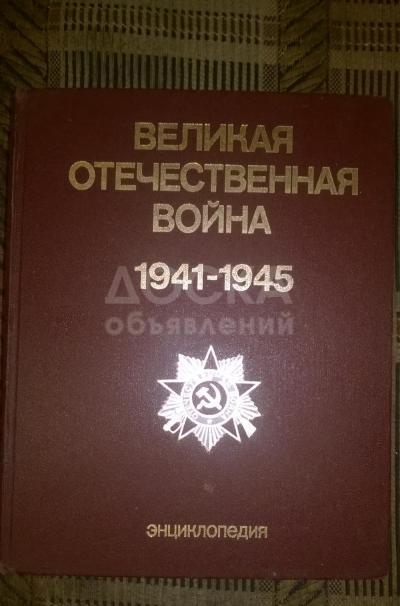 ВЕЛИКАЯ
ОТЕЧЕСТВЕННАЯ
ВОЙНА
1941-1945
ДОСКА
объявлений
ЭНЦИКЛОПЕДИЯ